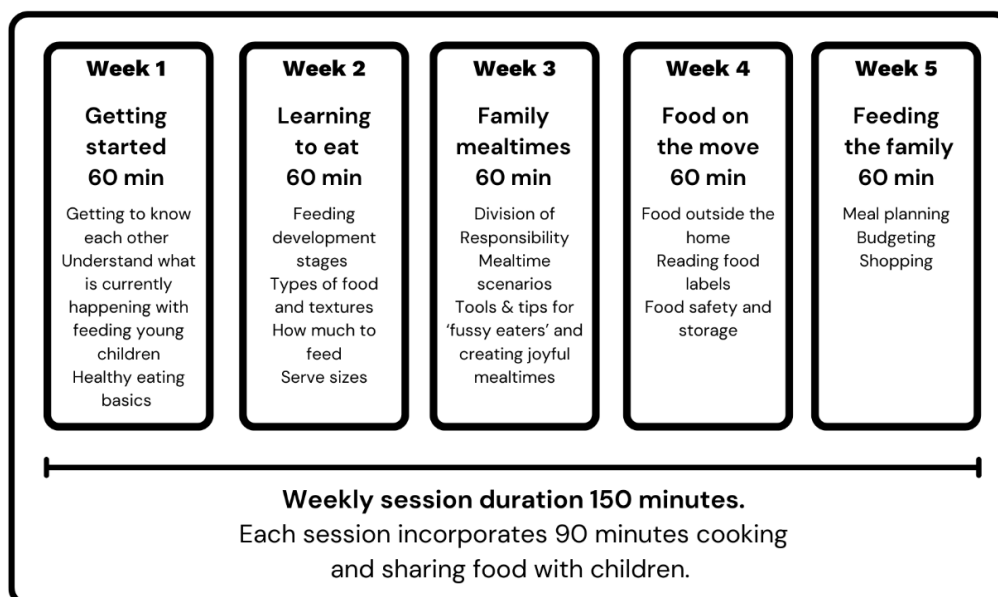 Week 1
Getting
started
60 min
Getting to know
each other
Understand what
is currently
happening with
feeding young
children
Healthy eating
basics
Week 2
Learning
to eat
60 min
Feeding
development
stages
Types of food
and textures
How much to
feed
Serve sizes
Week 3
Family
mealtimes
60 min
Division of
Responsibility
Mealtime
scenarios
Tools & tips for
‘fussy eaters’ and
creating joyful
mealtimes
Week 4
Food on
the move
60 min
Food outside the
home
Reading food
labels
Food safety and
storage
Week 5
Feeding
the family
60 min
Meal planning
Budgeting
Shopping
Weekly session duration 150 minutes.
Each session incorporates 90 minutes cooking
and sharing food with children.